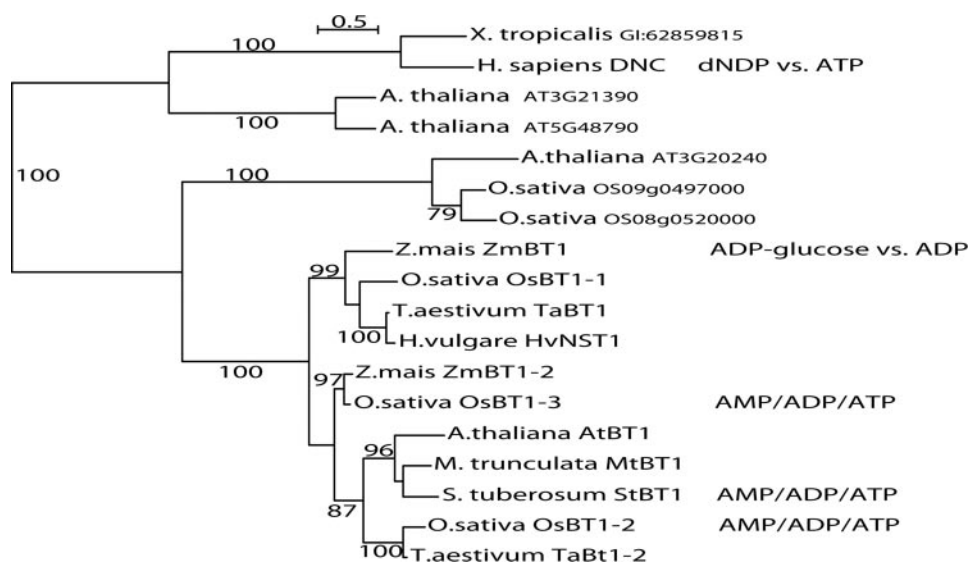 0.5
100
X. tropicalis GI:62859815
H. sapiens DNC dNDP vs. ATP
A. thaliana AT3G21390
100
A. thaliana AT5G48790
A.thaliana AT3G20240
100
100
O.sativa OS09g0497000
79
O.sativa OS08g0520000
Z.mais ZmBT1 ADP-glucose vs. ADP
99
O.sativa OsBT1-1
T.aestivum TaBT1
100
H.vulgare HvNST1
100
Z.mais ZmBT1-2
97
O.sativa OsBT1-3 AMP/ADP/ATP
A.thaliana AtBT1
96
M. trunculata MtBT1
S. tuberosum StBT1 AMP/ADP/ATP
87
O.sativa OsBT1-2 AMP/ADP/ATP
100
T.aestivum TaBt1-2